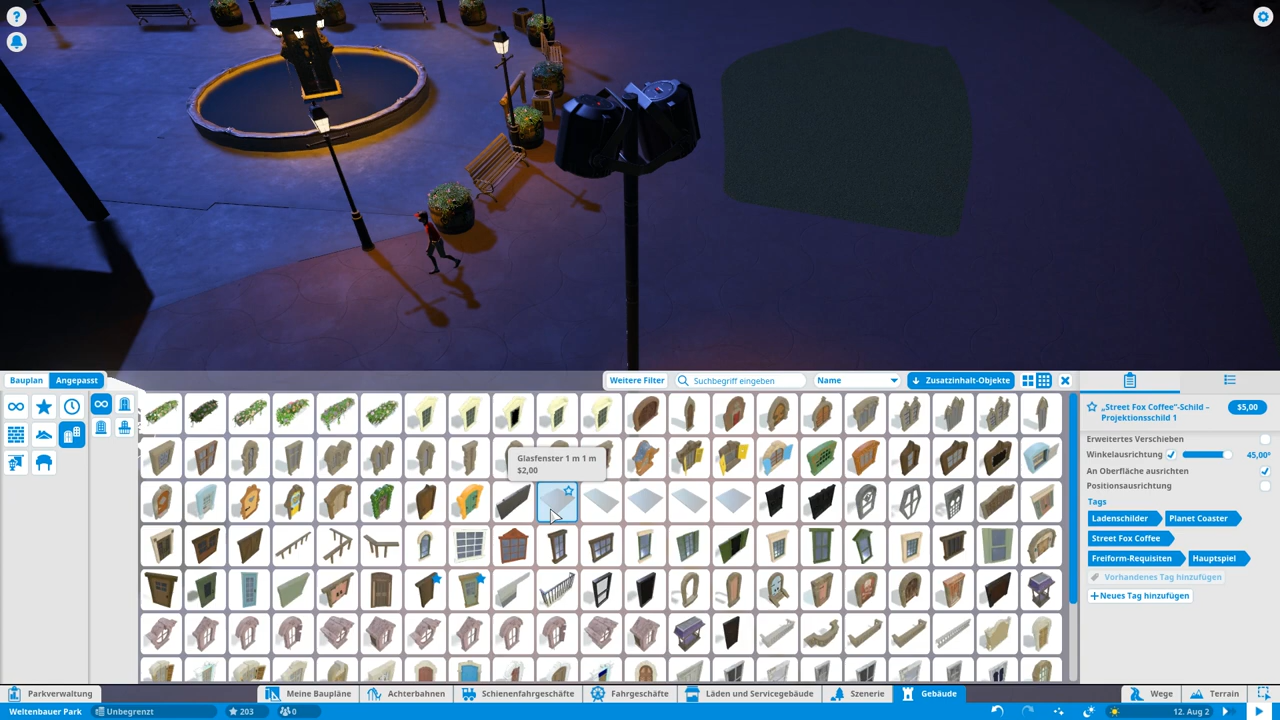 ?
Bauplan
Angepasst
Weitere Filter
Suchbegriff eingeben
Name
Zusatzinhalt-Objekte
„Street Fox Coffee"-Schild –
Projektionsschild 1
$5,00
Erweitertes Verschieben
Winkelausrichtung
45,00°
An Oberfläche ausrichten
Positionsausrichtung
Tags
Ladenschilder
Planet Coaster
Street Fox Coffee
Freiform-Requisiten
Hauptspiel
Vorhandenes Tag hinzufügen
+Neues Tag hinzufügen
Glasfenster 1 m 1 m
$2,00
Parkverwaltung
Meine Baupläne
Achterbahnen
Schienenfahrgeschäfte
Fahrgeschäfte
Läden und Servicegebäude
Szenerie
Gebäude
Wege
Terrain
Weltenbauer Park
Unbegrenzt
203
0
12. Aug 2